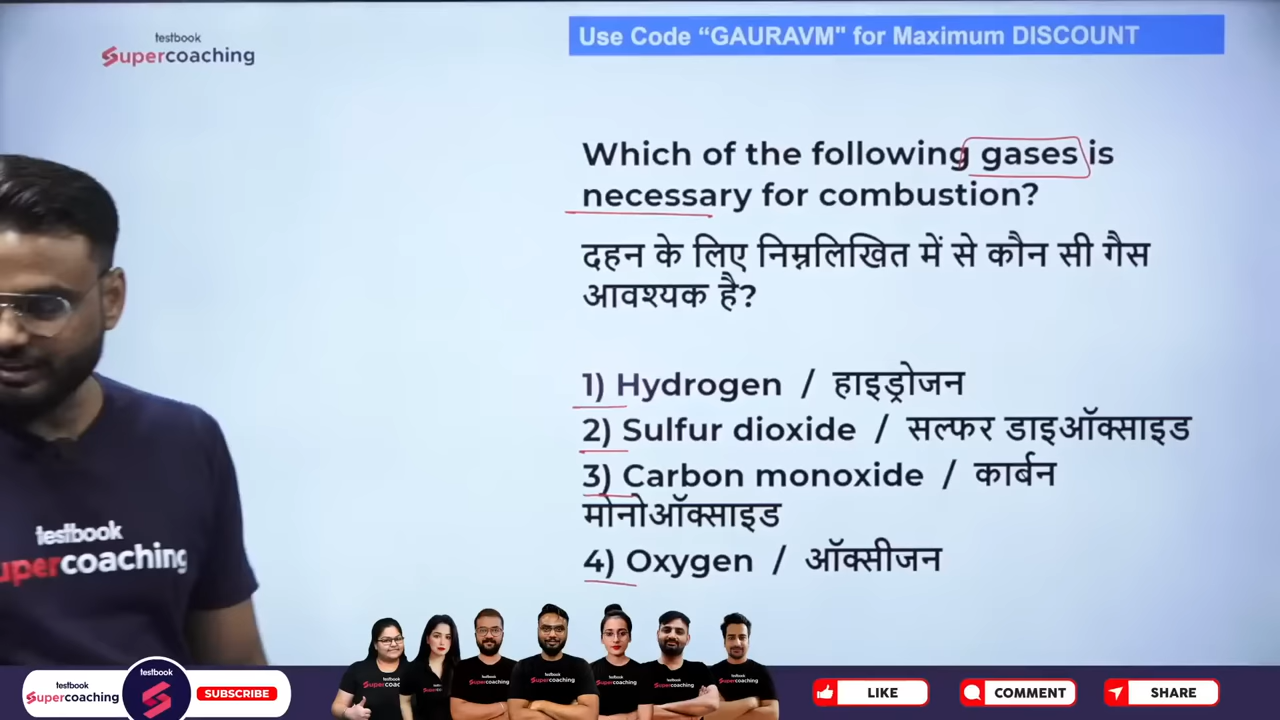 testbook
Supercoaching
Use Code “GAURAVM" for Maximum DISCOUNT
Which of the following gases is
necessary for combustion?
दहन के लिए निम्नलिखित में से कौन सी गैस
आवश्यक है?
1) Hydrogen / हाइड्रोजन
2) Sulfur dioxide / सल्फर डाइऑक्साइड
3) Carbon monoxide / कार्बन
मोनोऑक्साइड
4) Oxygen / ऑक्सीजन
testbook
upercoaching
testbook
Supercoaching
testbook
SUBSCRIBE
LIKE
COMMENT
SHARE